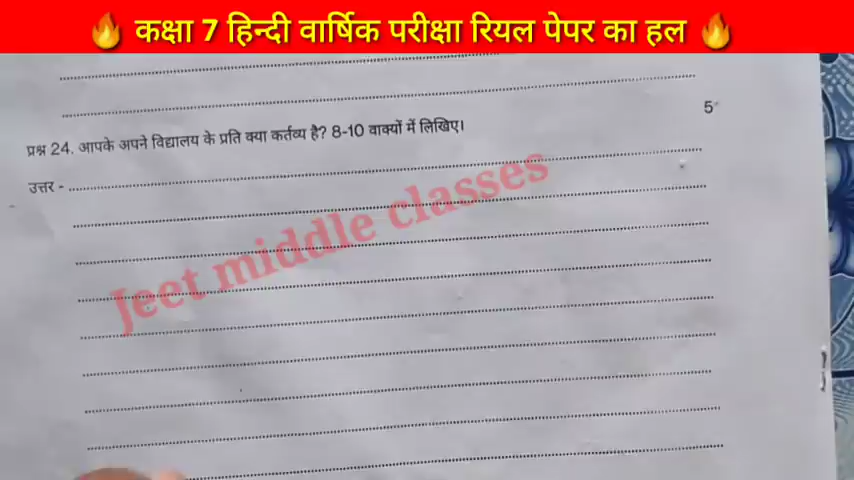 🔥 कक्षा 7 हिन्दी वार्षिक परीक्षा रियल पेपर का हल 🔥
5
प्रश्न 24. आपके अपने विद्यालय के प्रति क्या कर्तव्य है? 8-10 वाक्यों में लिखिए।
उत्तर -
Jeet middle classes